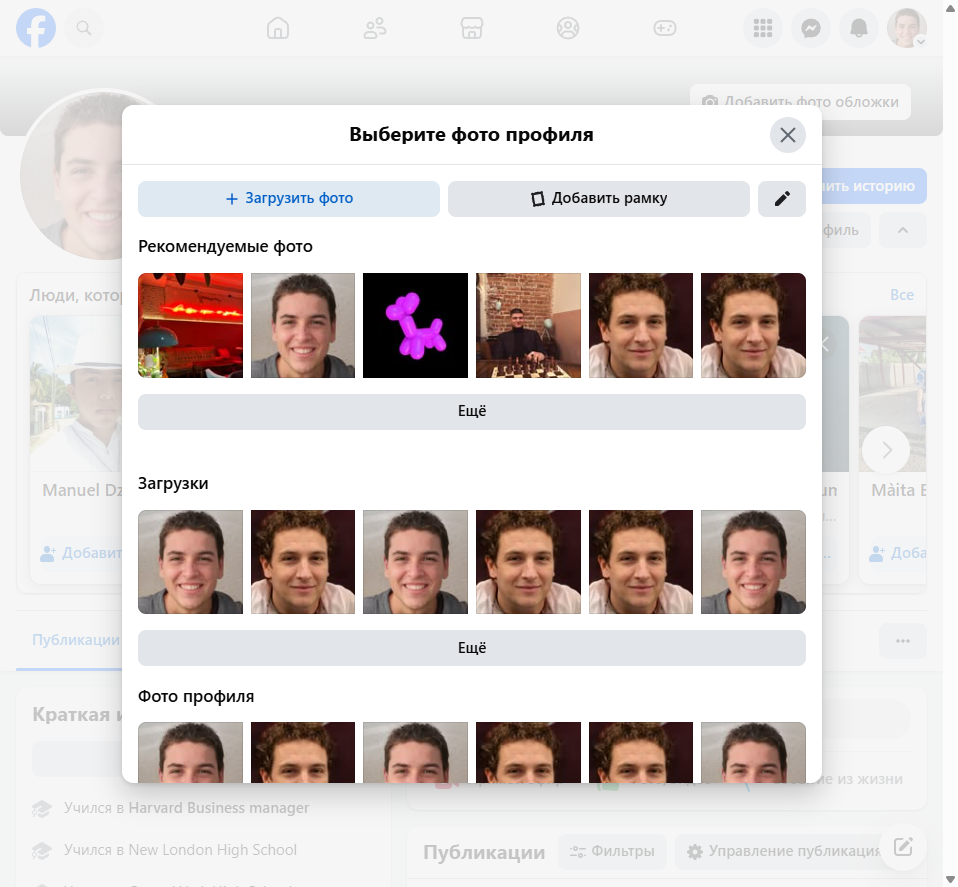 Добавить фото обложки
Выберите фото профиля
Загрузить фото
Добавить рамку
ить историю
филь
Рекомендуемые фото
Люди, котор
Все
Ещё
Загрузки
Manuel Dz
un
Màita E
Добавит
Доба
Ещё
Публикации
Фото профиля
Краткая и
ие из жизни
Учился в Harvard Business manager
Учился в New London High School
Публикации
Фильтры
Управление публикация